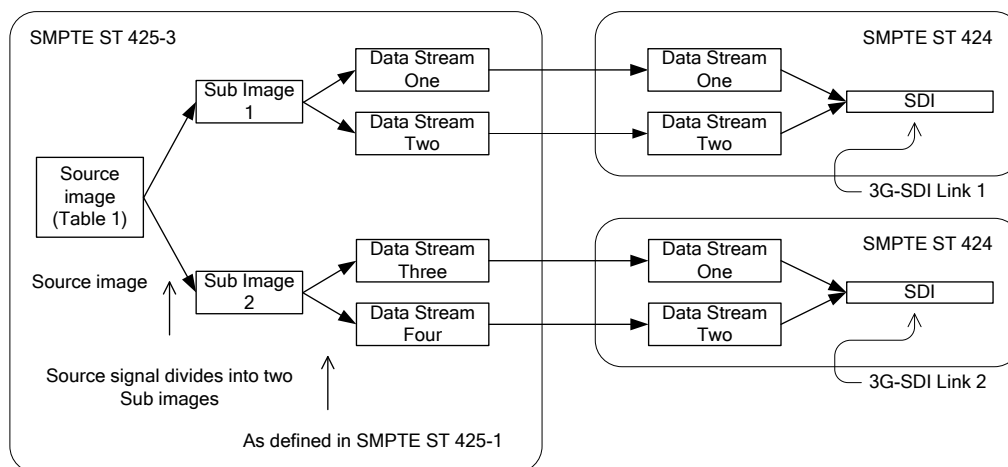 SMPTE ST 425-3
Source
image
(Table 1)
Source image
Sub Image
1
Sub Image
2
Source signal divides into two
Sub images
Data Stream
One
Data Stream
Two
Data Stream
Three
Data Stream
Four
As defined in SMPTE ST 425-1
SMPTE ST 424
Data Stream
One
Data Stream
Two
SDI
3G-SDI Link 1
SMPTE ST 424
Data Stream
One
Data Stream
Two
SDI
3G-SDI Link 2